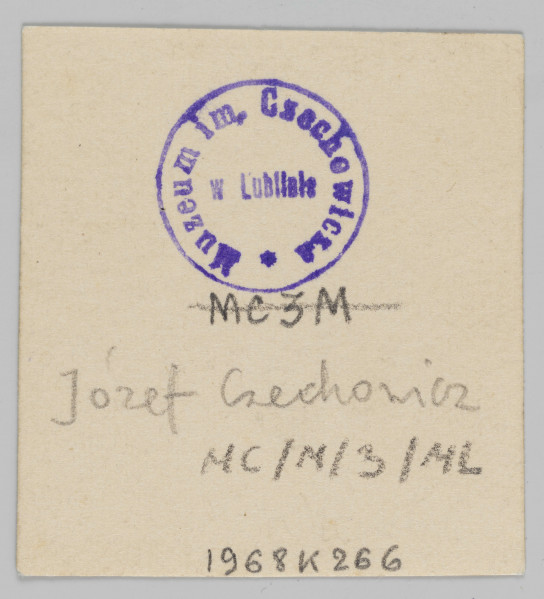 Muzeum im. Czechowicza *
w Lublinie
MC3M
Józef Czechowicz
MC/M/3/ML
1968K266